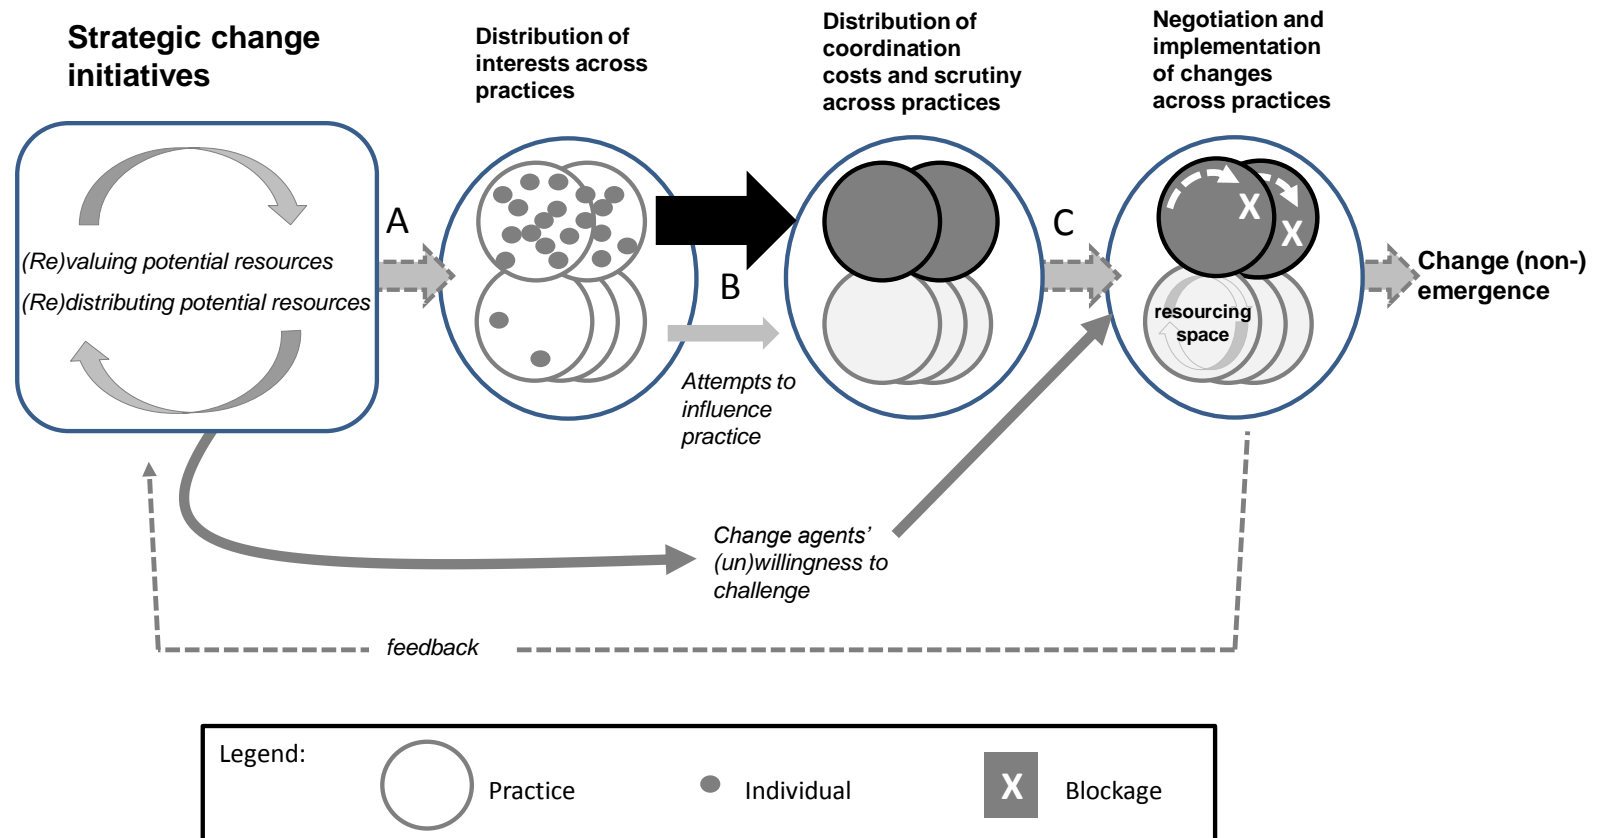 Strategic change
initiatives
Distribution of
interests across
practices
Distribution of
coordination
costs and scrutiny
across practices
Negotiation and
implementation
of changes
across practices
A
B
C
(Re)valuing potential resources
(Re)distributing potential resources
X
X
resourcing
space
Change (non-)
emergence
Attempts to
influence
practice
Change agents’
(un)willingness to
challenge
feedback
Legend:
Practice
Individual
X
Blockage